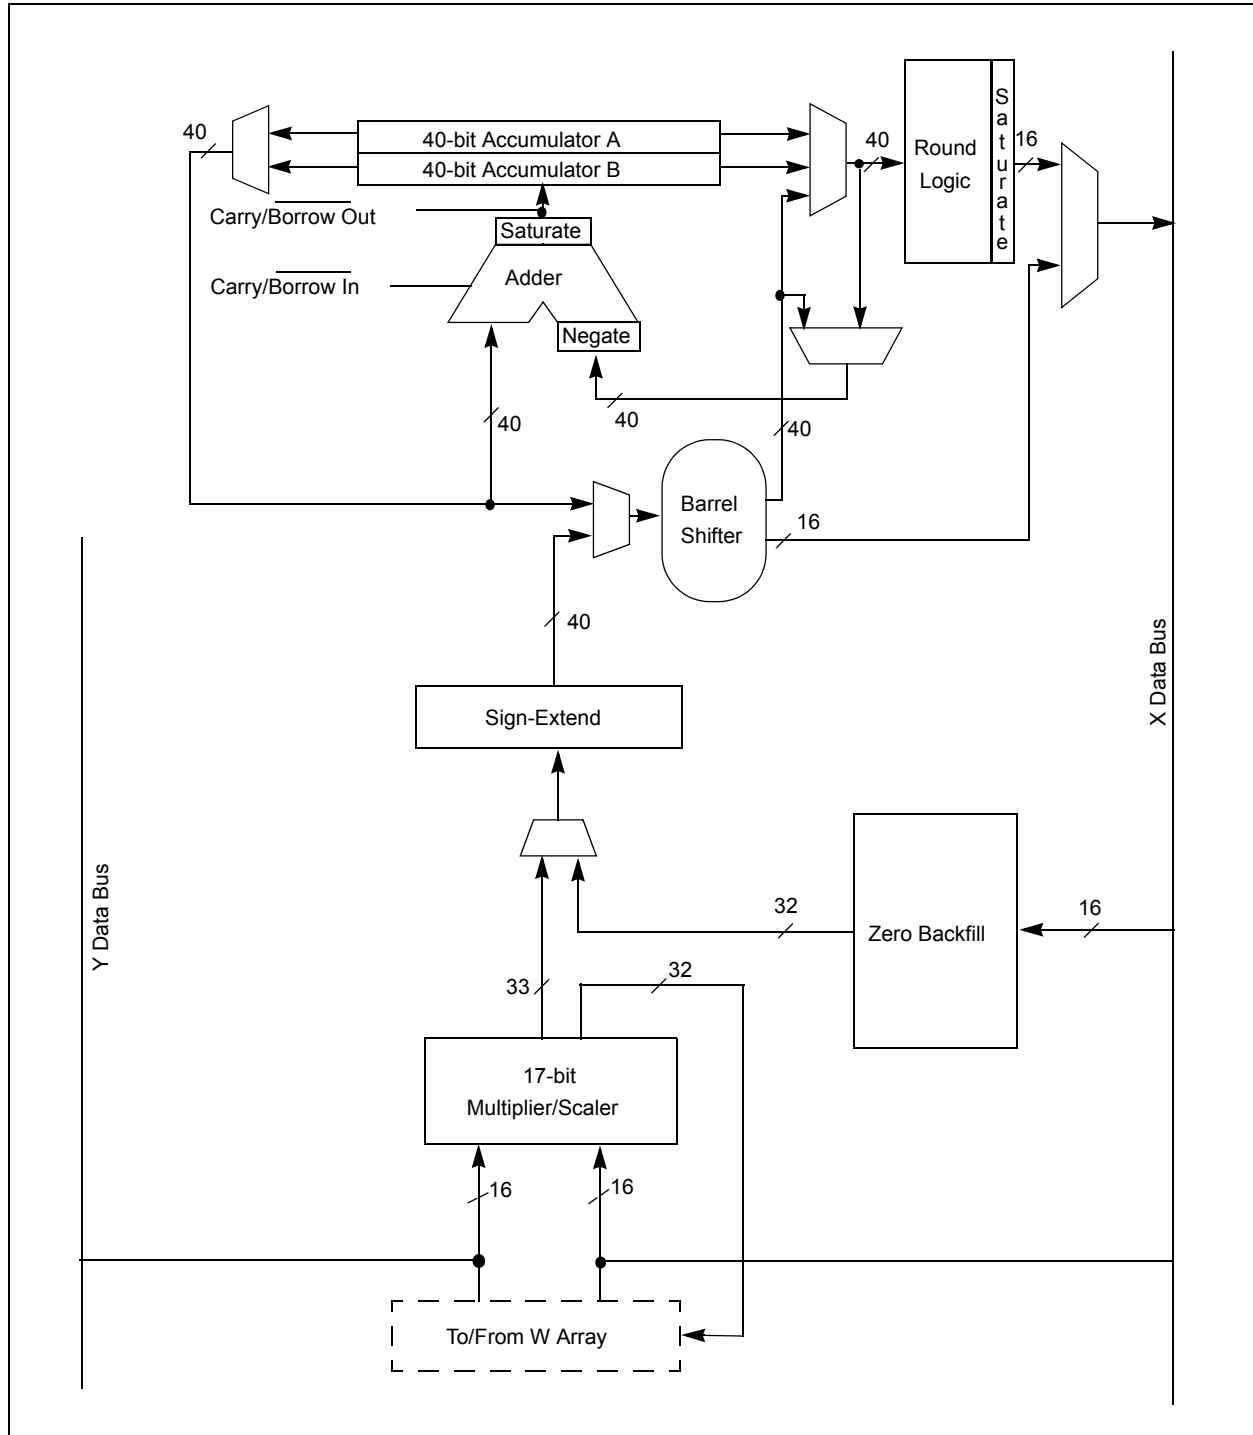 40
40-bit Accumulator A
40-bit Accumulator B
40
Round
Logic
Saturate
16
Carry/Borrow Out
Saturate
Carry/Borrow In
Adder
Negate
40
40
40
Barrel
Shifter
16
40
X Data Bus
Sign-Extend
Y Data Bus
32
Zero Backfill
16
33
32
17-bit
Multiplier/Scaler
16
16
To/From W Array